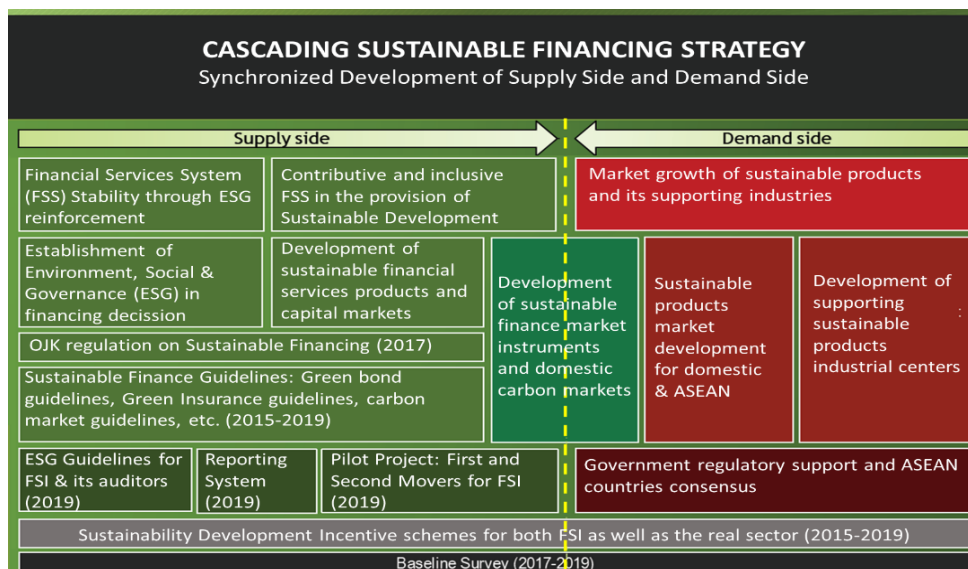 CASCADING SUSTAINABLE FINANCING STRATEGY
Synchronized Development of Supply Side and Demand Side
Supply side
Demand side
Financial Services System
(FSS) Stability through ESG
reinforcement
Contributive and inclusive
FSS in the provision of
Sustainable Development
Market growth of sustainable products
and its supporting industries
Establishment of
Environment, Social &
Governance (ESG) in
financing decission
Development of
sustainable financial
services products and
capital markets
Development
of sustainable
finance market
instruments
and domestic
carbon markets
Sustainable
products
market
development
for domestic
& ASEAN
Development of
supporting
sustainable
products
industrial centers
:
OJK regulation on Sustainable Financing (2017)
Sustainable Finance Guidelines: Green bond
guidelines, Green Insurance guidelines, carbon
market guidelines, etc. (2015-2019)
ESG Guidelines for
FSI & its auditors
(2019)
Reporting
System
(2019)
Pilot Project: First and
Second Movers for FSI
(2019)
Government regulatory support and ASEAN
countries consensus
Sustainability Development Incentive schemes for both FSI as well as the real sector (2015-2019)
Baseline Survey (2017-2019)